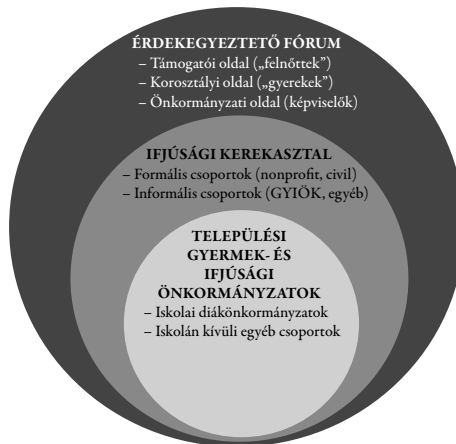 ÉRDEKEGYEZTETŐ FÓRUM
– Támogatói oldal („felnőttek”)
– Korosztályi oldal („gyerekek”)
– Önkormányzati oldal (képviselők)
IFJÚSÁGI KEREKASZTAL
– Formális csoportok (nonprofit, civil)
– Informális csoportok (GYIÖK, egyéb)
TELEPÜLÉSI
GYERMEK- ÉS
IFJÚSÁGI
ÖNKORMÁNYZATOK
– Iskolai diákönkormányzatok
– Iskolán kívüli egyéb csoportok